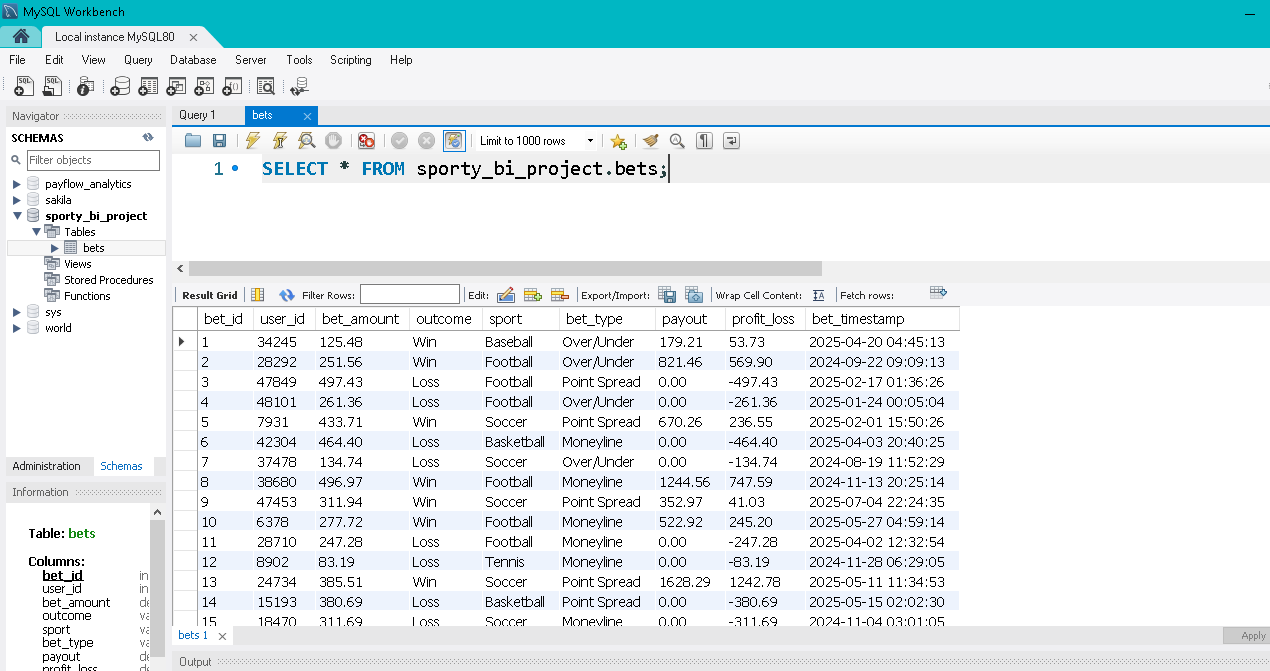 MySQL Workbench
Local instance MySQL80
File Edit View Query Database Server Tools Scripting Help
Navigator
SCHEMAS
Filter objects
payflow_analytics
sakila
sporty_bi_project
Tables
bets
Views
Stored Procedures
Functions
sys
world
Administration Schemas
Information
Table: bets
Columns:
bet_id in
user_id in
bet_amount de
outcome va
sport va
bet_type va
payout de
profit_loss de
Query 1 bets
Limit to 1000 rows
1 SELECT * FROM sporty_bi_project.bets;
Result Grid Filter Rows: Edit: Export/Import: Wrap Cell Content: Fetch rows:
bet_id user_id bet_amount outcome sport bet_type payout profit_loss bet_timestamp
1 34245 125.48 Win Baseball Over/Under 179.21 53.73 2025-04-20 04:45:13
2 28292 251.56 Win Football Over/Under 821.46 569.90 2024-09-22 09:09:13
3 47849 497.43 Loss Football Point Spread 0.00 -497.43 2025-02-17 01:36:26
4 48101 261.36 Loss Football Over/Under 0.00 -261.36 2025-01-24 00:05:04
5 7931 433.71 Win Soccer Point Spread 670.26 236.55 2025-02-01 15:50:26
6 42304 464.40 Loss Basketball Moneyline 0.00 -464.40 2025-04-03 20:40:25
7 37478 134.74 Loss Soccer Over/Under 0.00 -134.74 2024-08-19 11:52:29
8 38680 496.97 Win Football Moneyline 1244.56 747.59 2024-11-13 20:25:14
9 47453 311.94 Win Soccer Point Spread 352.97 41.03 2025-07-04 22:24:35
10 6378 277.72 Win Football Moneyline 522.92 245.20 2025-05-27 04:59:14
11 28710 247.28 Loss Football Moneyline 0.00 -247.28 2025-04-02 12:32:54
12 8902 83.19 Loss Tennis Moneyline 0.00 -83.19 2024-11-28 06:29:05
13 24734 385.51 Win Soccer Point Spread 1628.29 1242.78 2025-05-11 11:34:53
14 15193 380.69 Loss Basketball Point Spread 0.00 -380.69 2025-05-15 02:02:30
15 18470 311.69 Loss Soccer Moneyline 0.00 -311.69 2024-11-04 03:01:05
bets 1
Apply
Output